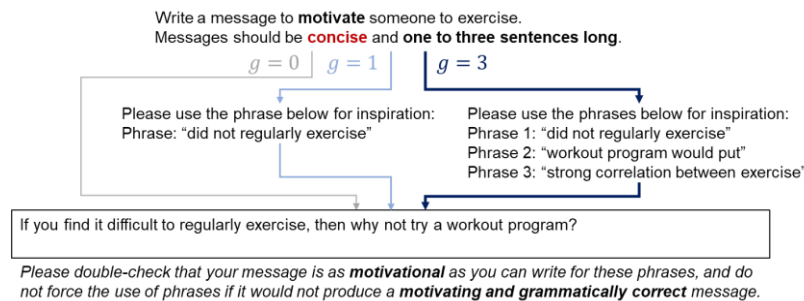 Write a message to motivate someone to exercise.
Messages should be concise and one to three sentences long.
g = 0 g = 1 g = 3
Please use the phrase below for inspiration:
Phrase: “did not regularly exercise”
Please use the phrases below for inspiration:
Phrase 1: “did not regularly exercise”
Phrase 2: “workout program would put”
Phrase 3: “strong correlation between exercise”
If you find it difficult to regularly exercise, then why not try a workout program?
Please double-check that your message is as motivational as you can write for these phrases, and do
not force the use of phrases if it would not produce a motivating and grammatically correct message.